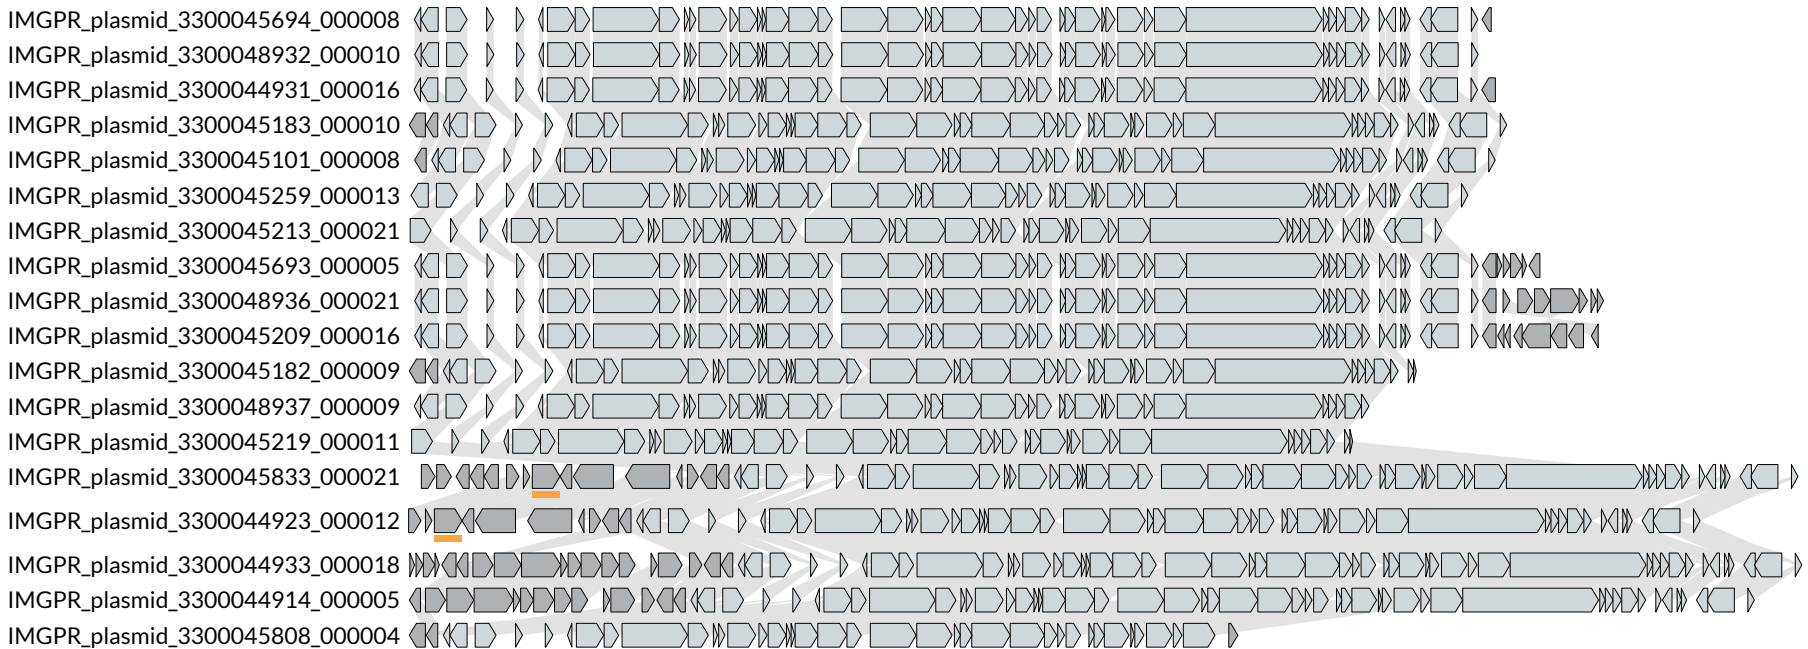 IMGPR_plasmid_3300045694_000008
IMGPR_plasmid_3300048932_000010
IMGPR_plasmid_3300044931_000016
IMGPR_plasmid_3300045183_000010
IMGPR_plasmid_3300045101_000008
IMGPR_plasmid_3300045259_000013
IMGPR_plasmid_3300045213_000021
IMGPR_plasmid_3300045693_000005
IMGPR_plasmid_3300048936_000021
IMGPR_plasmid_3300045209_000016
IMGPR_plasmid_3300045182_000009
IMGPR_plasmid_3300048937_000009
IMGPR_plasmid_3300045219_000011
IMGPR_plasmid_3300045833_000021
IMGPR_plasmid_3300044923_000012
IMGPR_plasmid_3300044933_000018
IMGPR_plasmid_3300044914_000005
IMGPR_plasmid_3300045808_000004